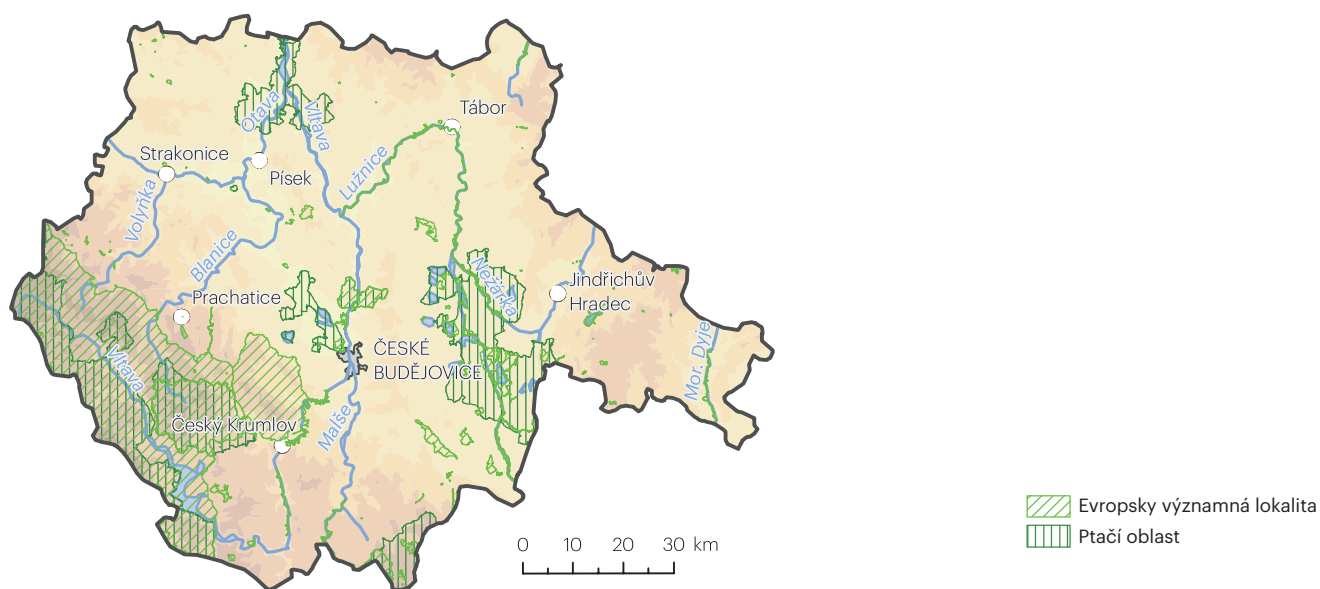 Tábor
Otava
Vltava
Strakonice
Písek
Lužnice
Volyňka
Blanice
Nežárka
Jindřichův
Hradec
Prachatice
Vltava
ČESKÉ
BUDĚJOVICE
Mor. Dyje
Český Krumlov
Malše
0 10 20 30 km
Evropsky významná lokalita
Ptačí oblast